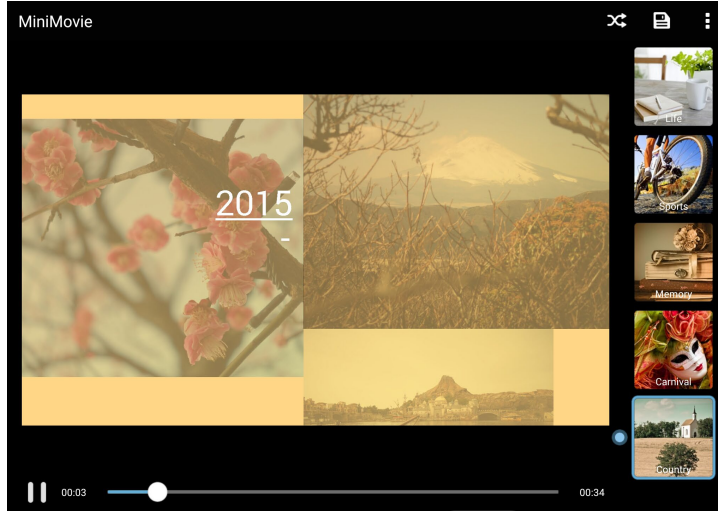 MiniMovie
Life
2015
-
Sports
Memory
Carnival
Country
00:03
00:34